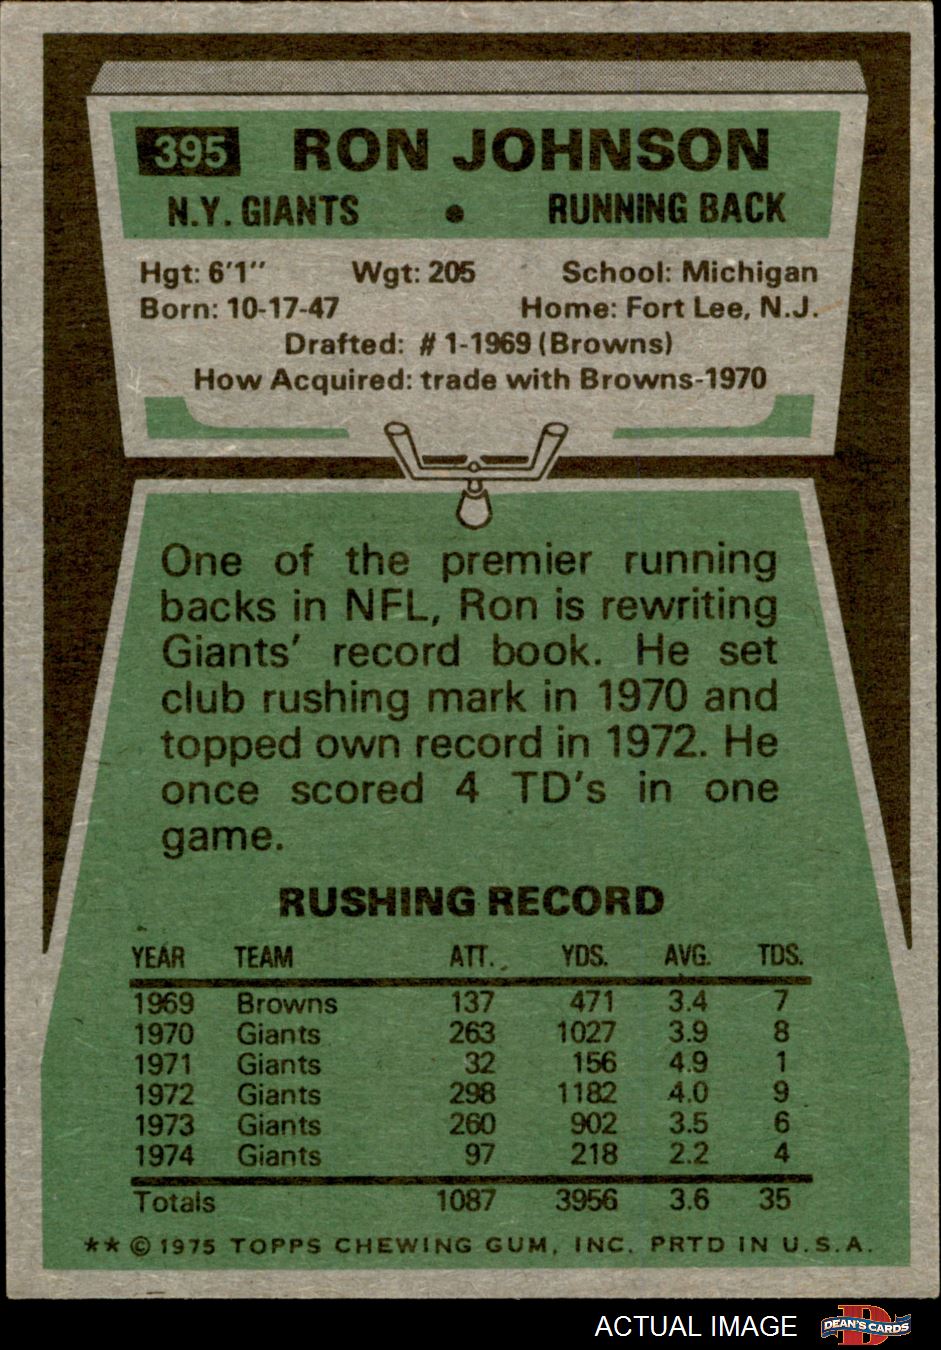 395 RON JOHNSON
N.Y. GIANTS • RUNNING BACK
Hgt: 6'1" Wgt: 205 School: Michigan
Born: 10-17-47 Home: Fort Lee, N.J.
Drafted: #1-1969 (Browns)
How Acquired: trade with Browns-1970
One of the premier running
backs in NFL, Ron is rewriting
Giants' record book. He set
club rushing mark in 1970 and
topped own record in 1972. He
once scored 4 TD's in one
game.
RUSHING RECORD
YEAR TEAM ATT. YDS. AVG. TDS.
1969 Browns 137 471 3.4 7
1970 Giants 263 1027 3.9 8
1971 Giants 32 156 4.9 1
1972 Giants 298 1182 4.0 9
1973 Giants 260 902 3.5 6
1974 Giants 97 218 2.2 4
Totals 1087 3956 3.6 35
** © 1975 TOPPS CHEWING GUM, INC. PRTD IN U.S.A.
ACTUAL IMAGE D DEAN'S CARDS